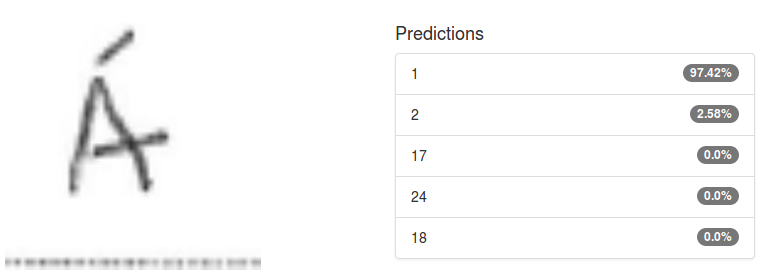 Á
Predictions
1 97.42%
2 2.58%
17 0.0%
24 0.0%
18 0.0%